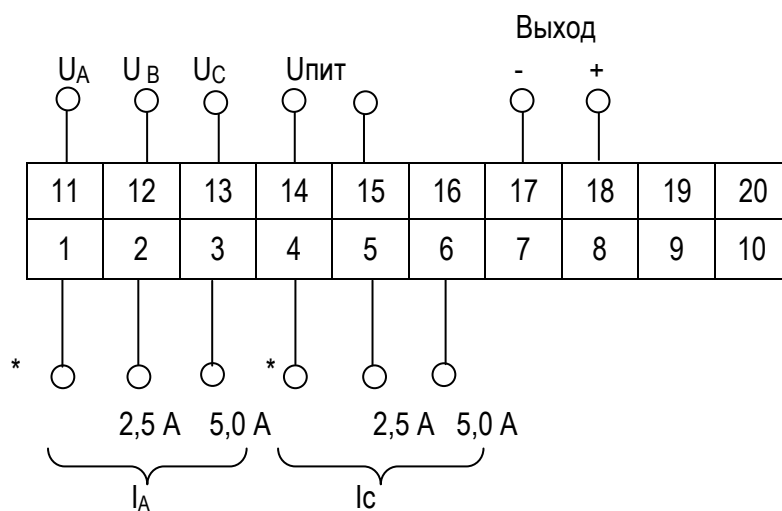 Выход
UA U B UC Uпит - +
11 12 13 14 15 16 17 18 19 20
1 2 3 4 5 6 7 8 9 10
* *
2,5 А 5,0 А 2,5 А 5,0 А
IA Ic